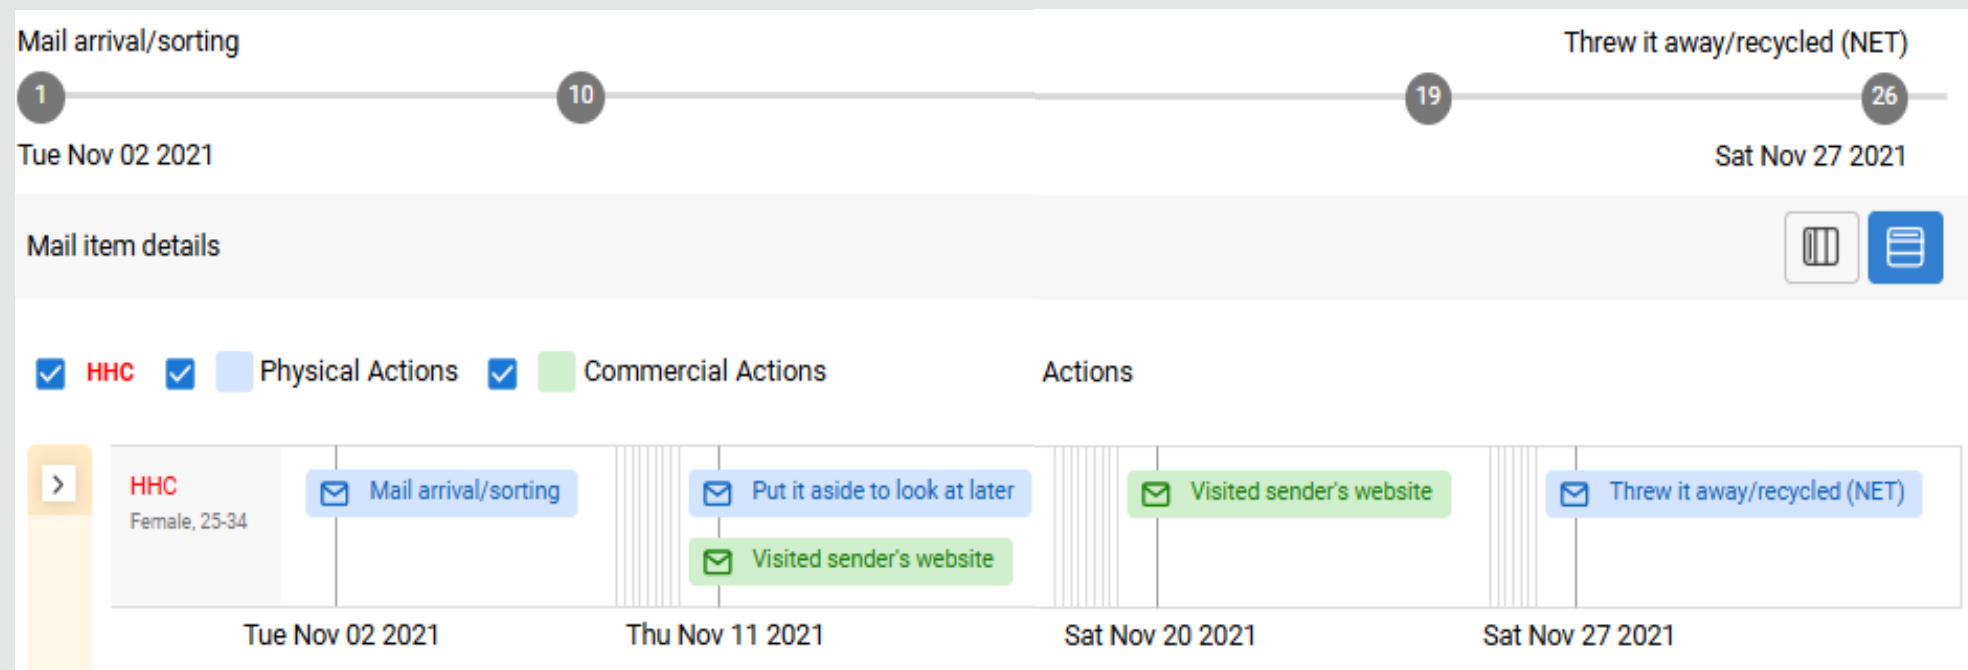 Mail arrival/sorting
Threw it away/recycled (NET)
1
10
19
26
Tue Nov 02 2021
Sat Nov 27 2021
Mail item details
HHC
Physical Actions
Commercial Actions
Actions
HHC
Female, 25-34
Mail arrival/sorting
Put it aside to look at later
Visited sender's website
Visited sender's website
Threw it away/recycled (NET)
Tue Nov 02 2021
Thu Nov 11 2021
Sat Nov 20 2021
Sat Nov 27 2021